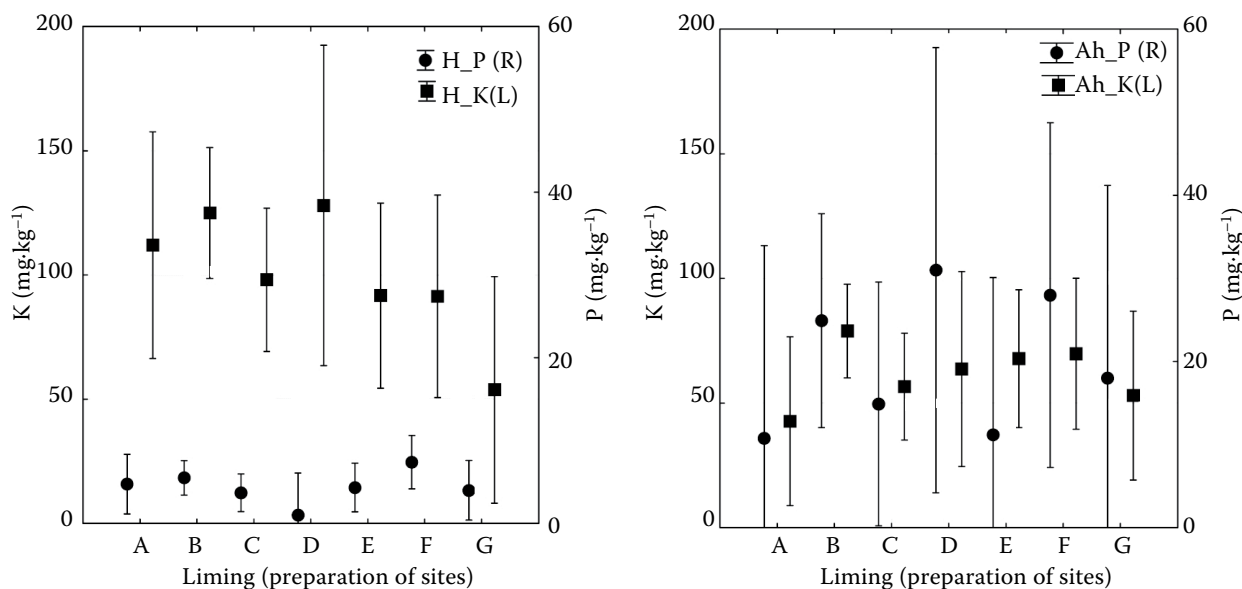 200
150
100
50
0
K (mg·kg⁻¹)
60
40
20
0
P (mg·kg⁻¹)
H_P (R)
H_K(L)
A B C D E F G
Liming (preparation of sites)
200
150
100
50
0
K (mg·kg⁻¹)
60
40
20
0
P (mg·kg⁻¹)
Ah_P (R)
Ah_K(L)
A B C D E F G
Liming (preparation of sites)